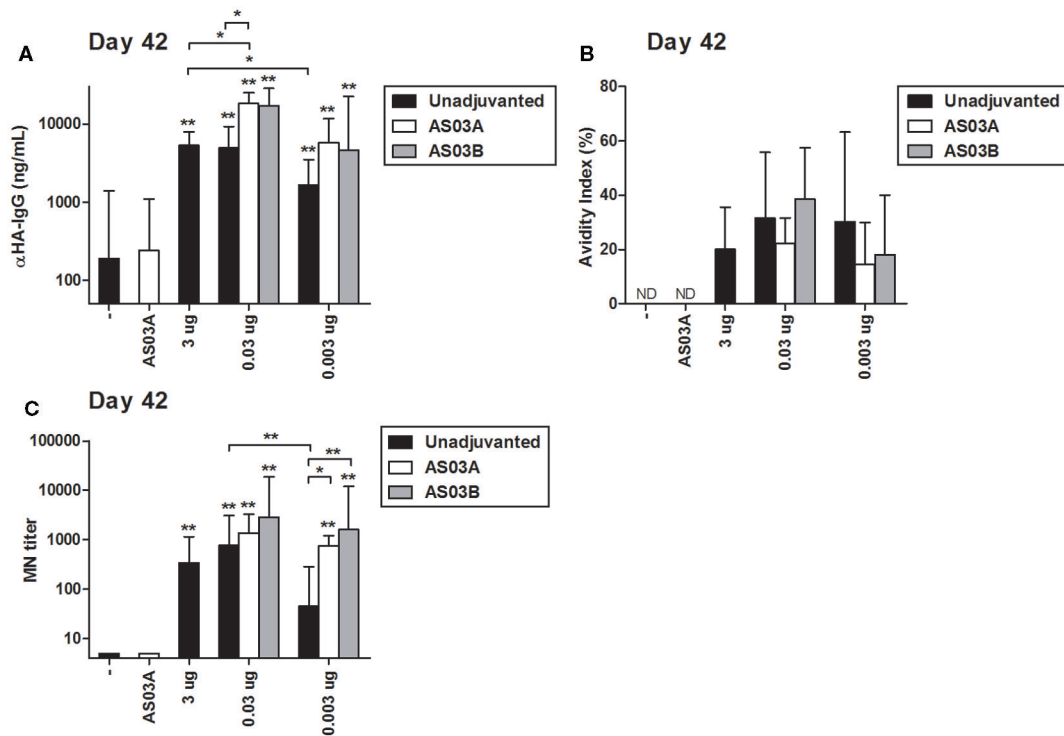 A
Day 42
*
*
*
**
**
**
**
**
**
**
αHA-IgG (ng/mL)
10000
1000
100
-
AS03A
3 ug
0.03 ug
0.003 ug
Unadjuvanted
AS03A
AS03B
B
Day 42
Avidity Index (%)
80
60
40
20
0
ND
ND
-
AS03A
3 ug
0.03 ug
0.003 ug
Unadjuvanted
AS03A
AS03B
C
Day 42
MN titer
100000
10000
1000
100
10
**
**
*
**
**
**
**
**
**
-
AS03A
3 ug
0.03 ug
0.003 ug
Unadjuvanted
AS03A
AS03B